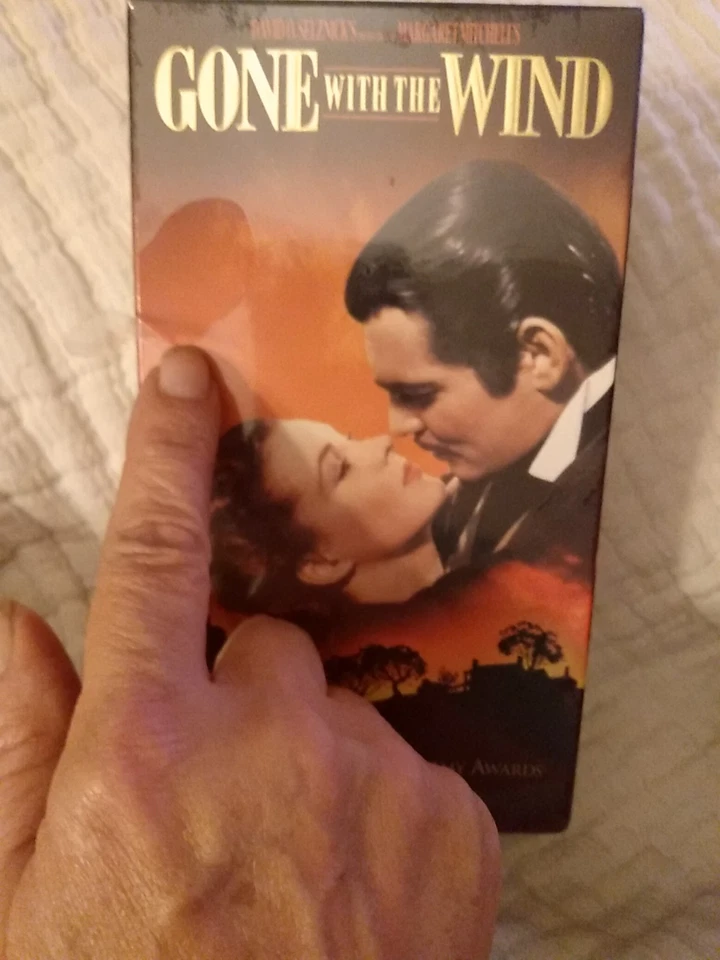 DAVID O. SELZNICK'S MARGARET MITCHELL'S
GONE WITH THE WIND
AWARDS